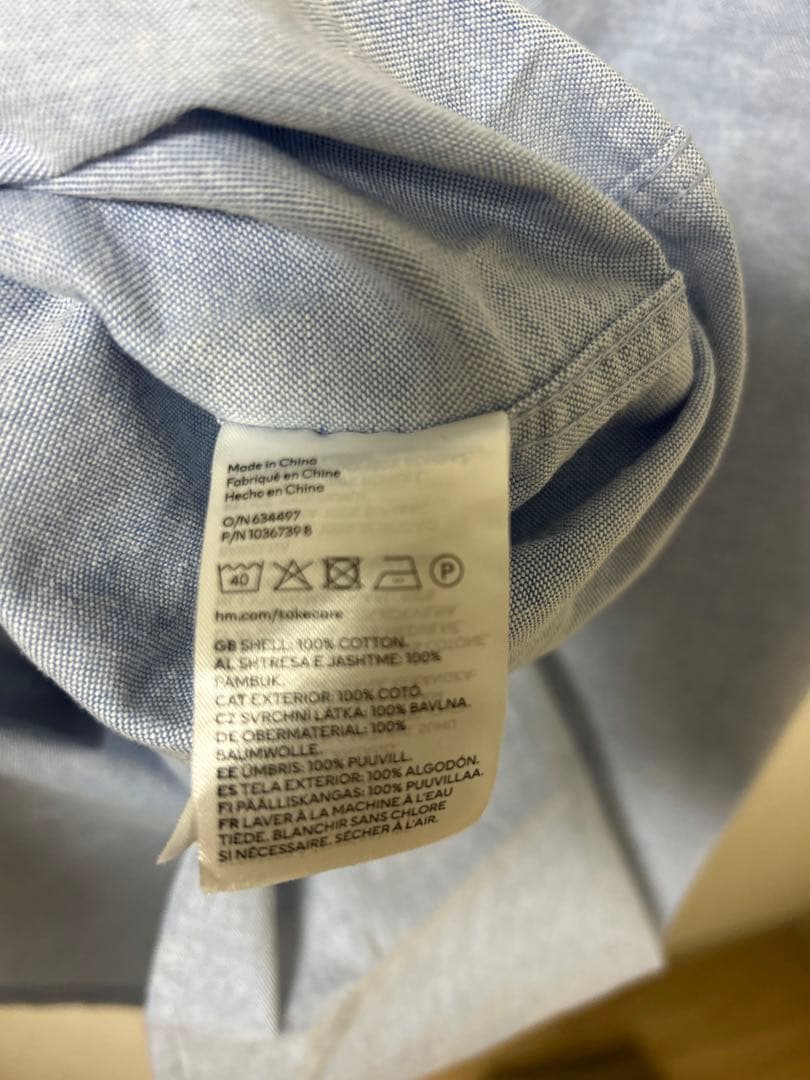 Made in China
Fabriqué en Chine
Hecho en China
O/N 634497
P/N 1036739 8
40
P
hm.com/takecare
GB SHELL: 100% COTTON.
AL SHTRESA E JASHTME: 100%
PAMBUK.
CAT EXTERIOR: 100% COTÓ.
CZ SVRCHNÍ LÁTKA: 100% BAVLNA.
DE OBERMATERIAL: 100%
BAUMWOLLE.
EE ÜMBRIS: 100% PUUVILL.
ES TELA EXTERIOR: 100% ALGODÓN.
FI PÄÄLLISKANGAS: 100% PUUVILLAA.
FR LAVER À LA MACHINE À L'EAU
TIÈDE. BLANCHIR SANS CHLORE
SI NÉCESSAIRE. SÉCHER À L'AIR.